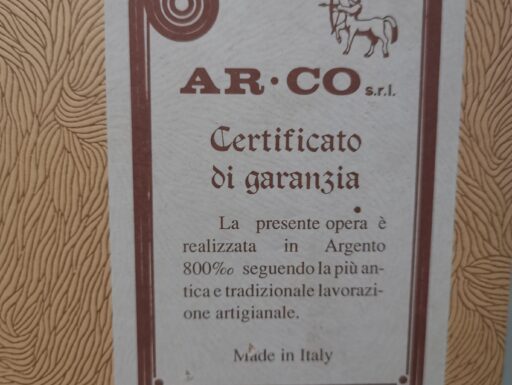 AR·CO s.r.l.
Certificato
di garanzia
La presente opera è
realizzata in Argento
800‰ seguendo la più an-
tica e tradizionale lavorazi-
one artigianale.
Made in Italy